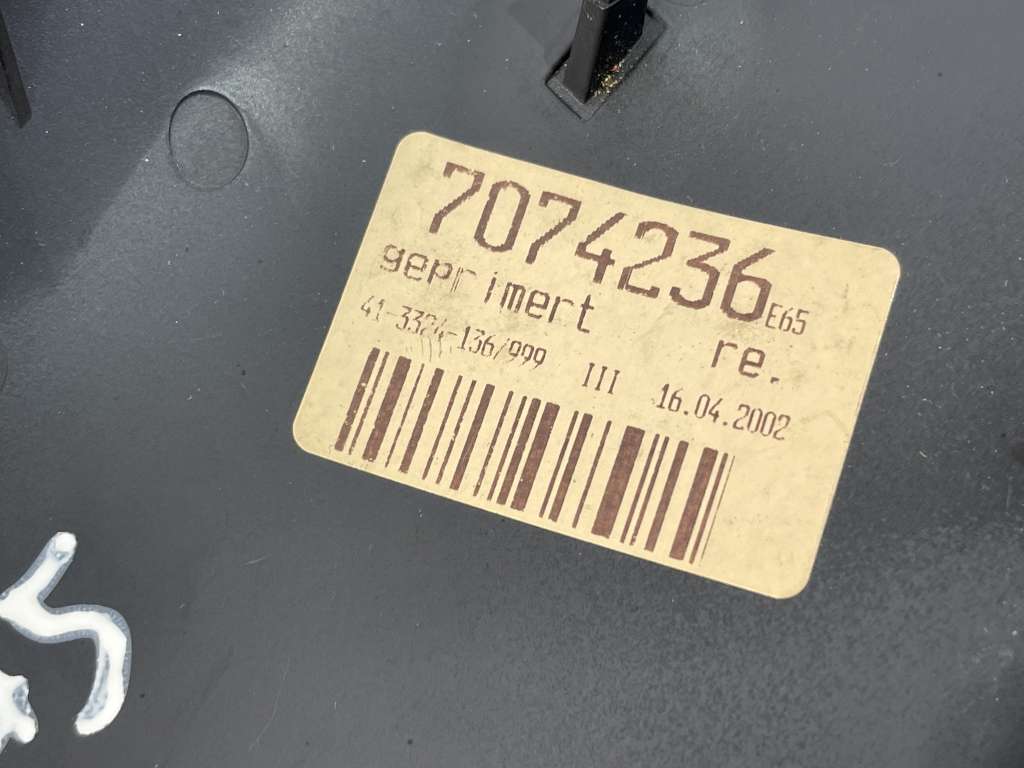 7074236 E65
geprimert re.
41-3324-136/999 III 16.04.2002